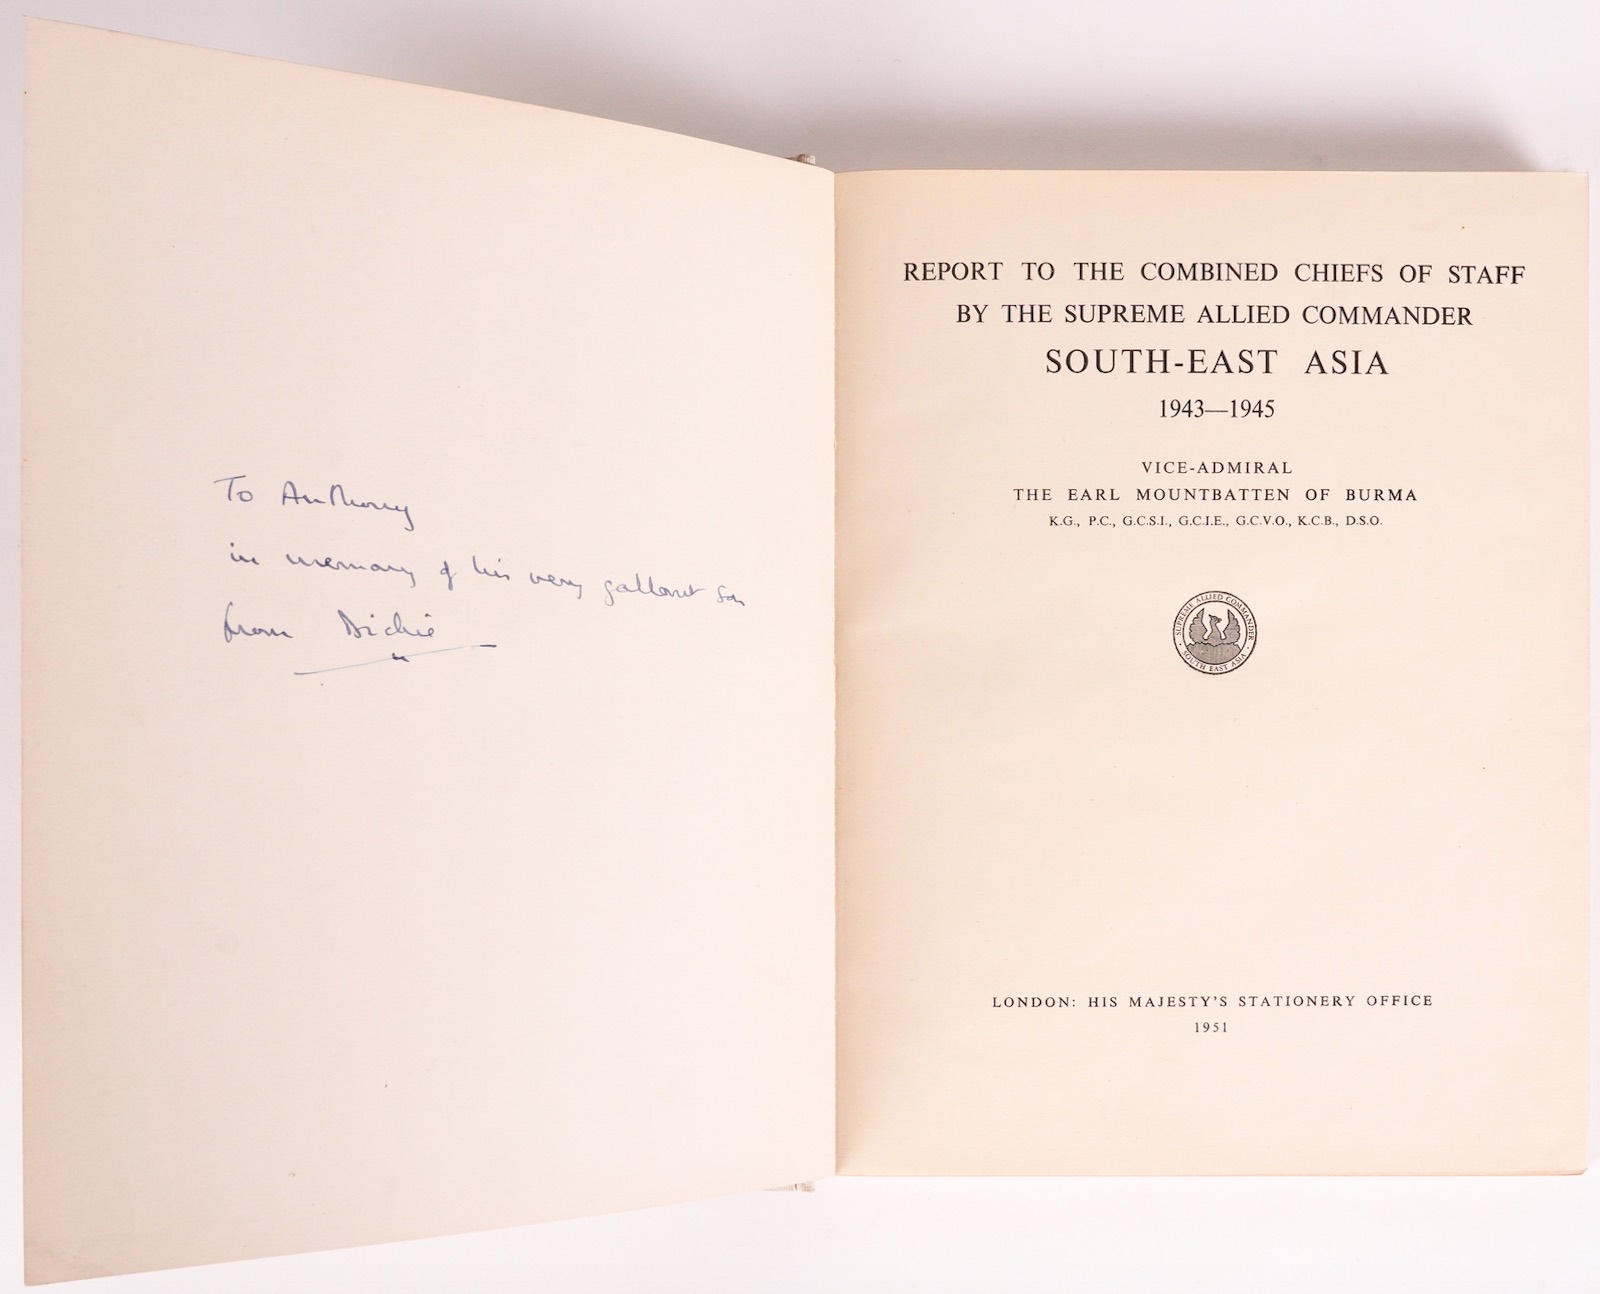 To Anthony
in memory of his very gallant son
from Dickie
REPORT TO THE COMBINED CHIEFS OF STAFF
BY THE SUPREME ALLIED COMMANDER
SOUTH-EAST ASIA
1943—1945
VICE-ADMIRAL
THE EARL MOUNTBATTEN OF BURMA
K.G., P.C., G.C.S.I., G.C.I.E., G.C.V.O., K.C.B., D.S.O.
SUPREME ALLIED COMMANDER
· SOUTH EAST ASIA ·
LONDON: HIS MAJESTY'S STATIONERY OFFICE
1951